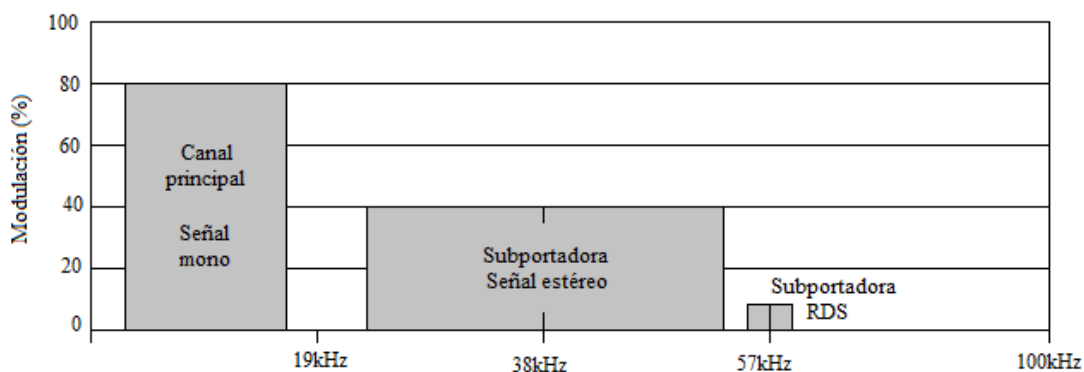 100
80
60
40
20
0
Modulación (%)
Canal
principal
Señal
mono
Subportadora
Señal estéreo
Subportadora
RDS
19kHz
38kHz
57kHz
100kHz